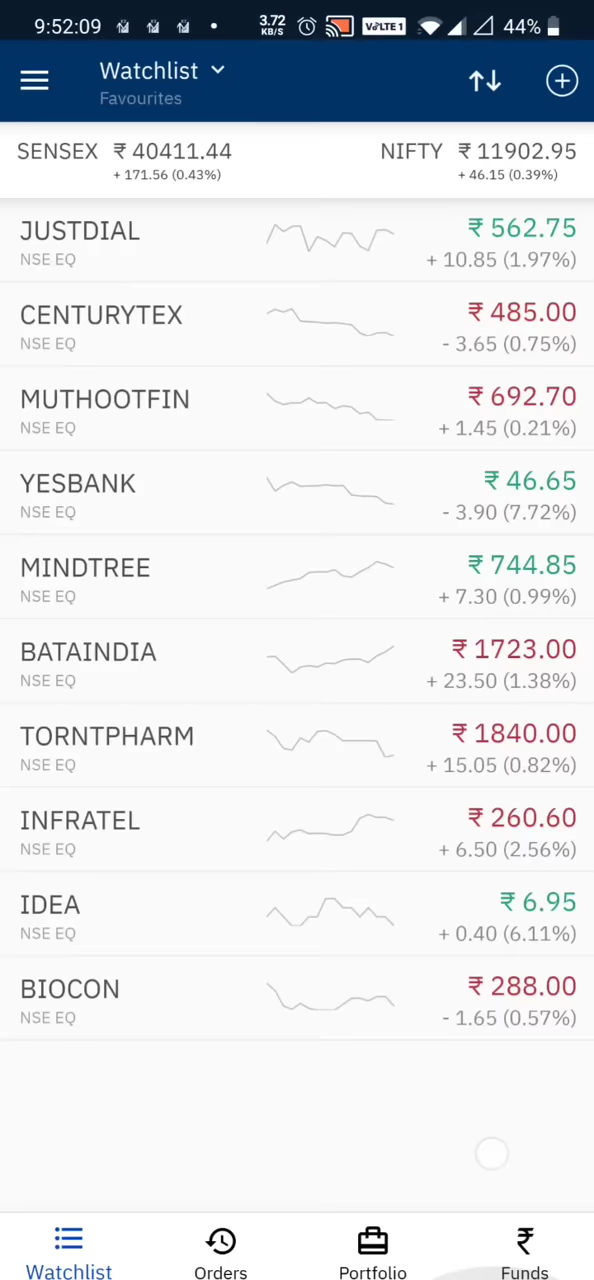 9:52:09 3.72 KB/S VoLTE 1 44%
Watchlist
Favourites
SENSEX ₹ 40411.44 NIFTY ₹ 11902.95
+ 171.56 (0.43%) + 46.15 (0.39%)
JUSTDIAL ₹ 562.75
NSE EQ + 10.85 (1.97%)
CENTURYTEX ₹ 485.00
NSE EQ - 3.65 (0.75%)
MUTHOOTFIN ₹ 692.70
NSE EQ + 1.45 (0.21%)
YESBANK ₹ 46.65
NSE EQ - 3.90 (7.72%)
MINDTREE ₹ 744.85
NSE EQ + 7.30 (0.99%)
BATAINDIA ₹ 1723.00
NSE EQ + 23.50 (1.38%)
TORNTPHARM ₹ 1840.00
NSE EQ + 15.05 (0.82%)
INFRATEL ₹ 260.60
NSE EQ + 6.50 (2.56%)
IDEA ₹ 6.95
NSE EQ + 0.40 (6.11%)
BIOCON ₹ 288.00
NSE EQ - 1.65 (0.57%)
Watchlist Orders Portfolio Funds